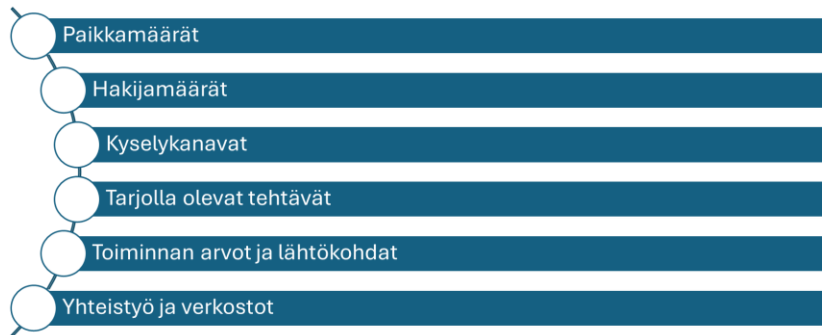 Paikkamäärät
Hakijamäärät
Kyselykanavat
Tarjolla olevat tehtävät
Toiminnan arvot ja lähtökohdat
Yhteistyö ja verkostot